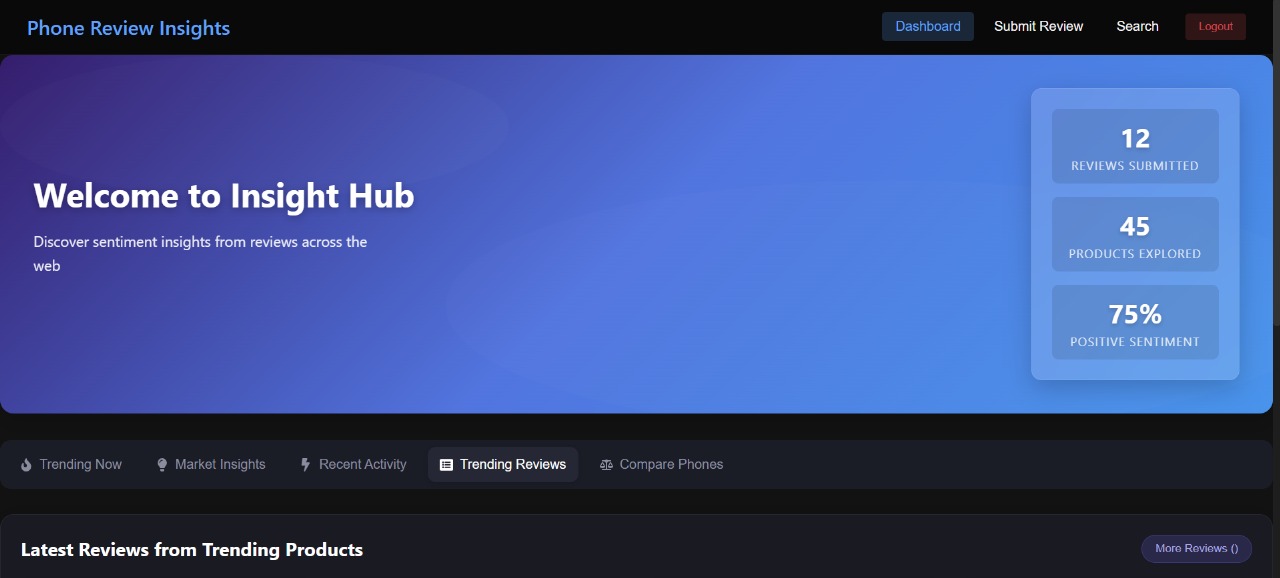 Phone Review Insights
Dashboard
Submit Review
Search
Logout
Welcome to Insight Hub
Discover sentiment insights from reviews across the
web
12
REVIEWS SUBMITTED
45
PRODUCTS EXPLORED
75%
POSITIVE SENTIMENT
Trending Now
Market Insights
Recent Activity
Trending Reviews
Compare Phones
Latest Reviews from Trending Products
More Reviews ()